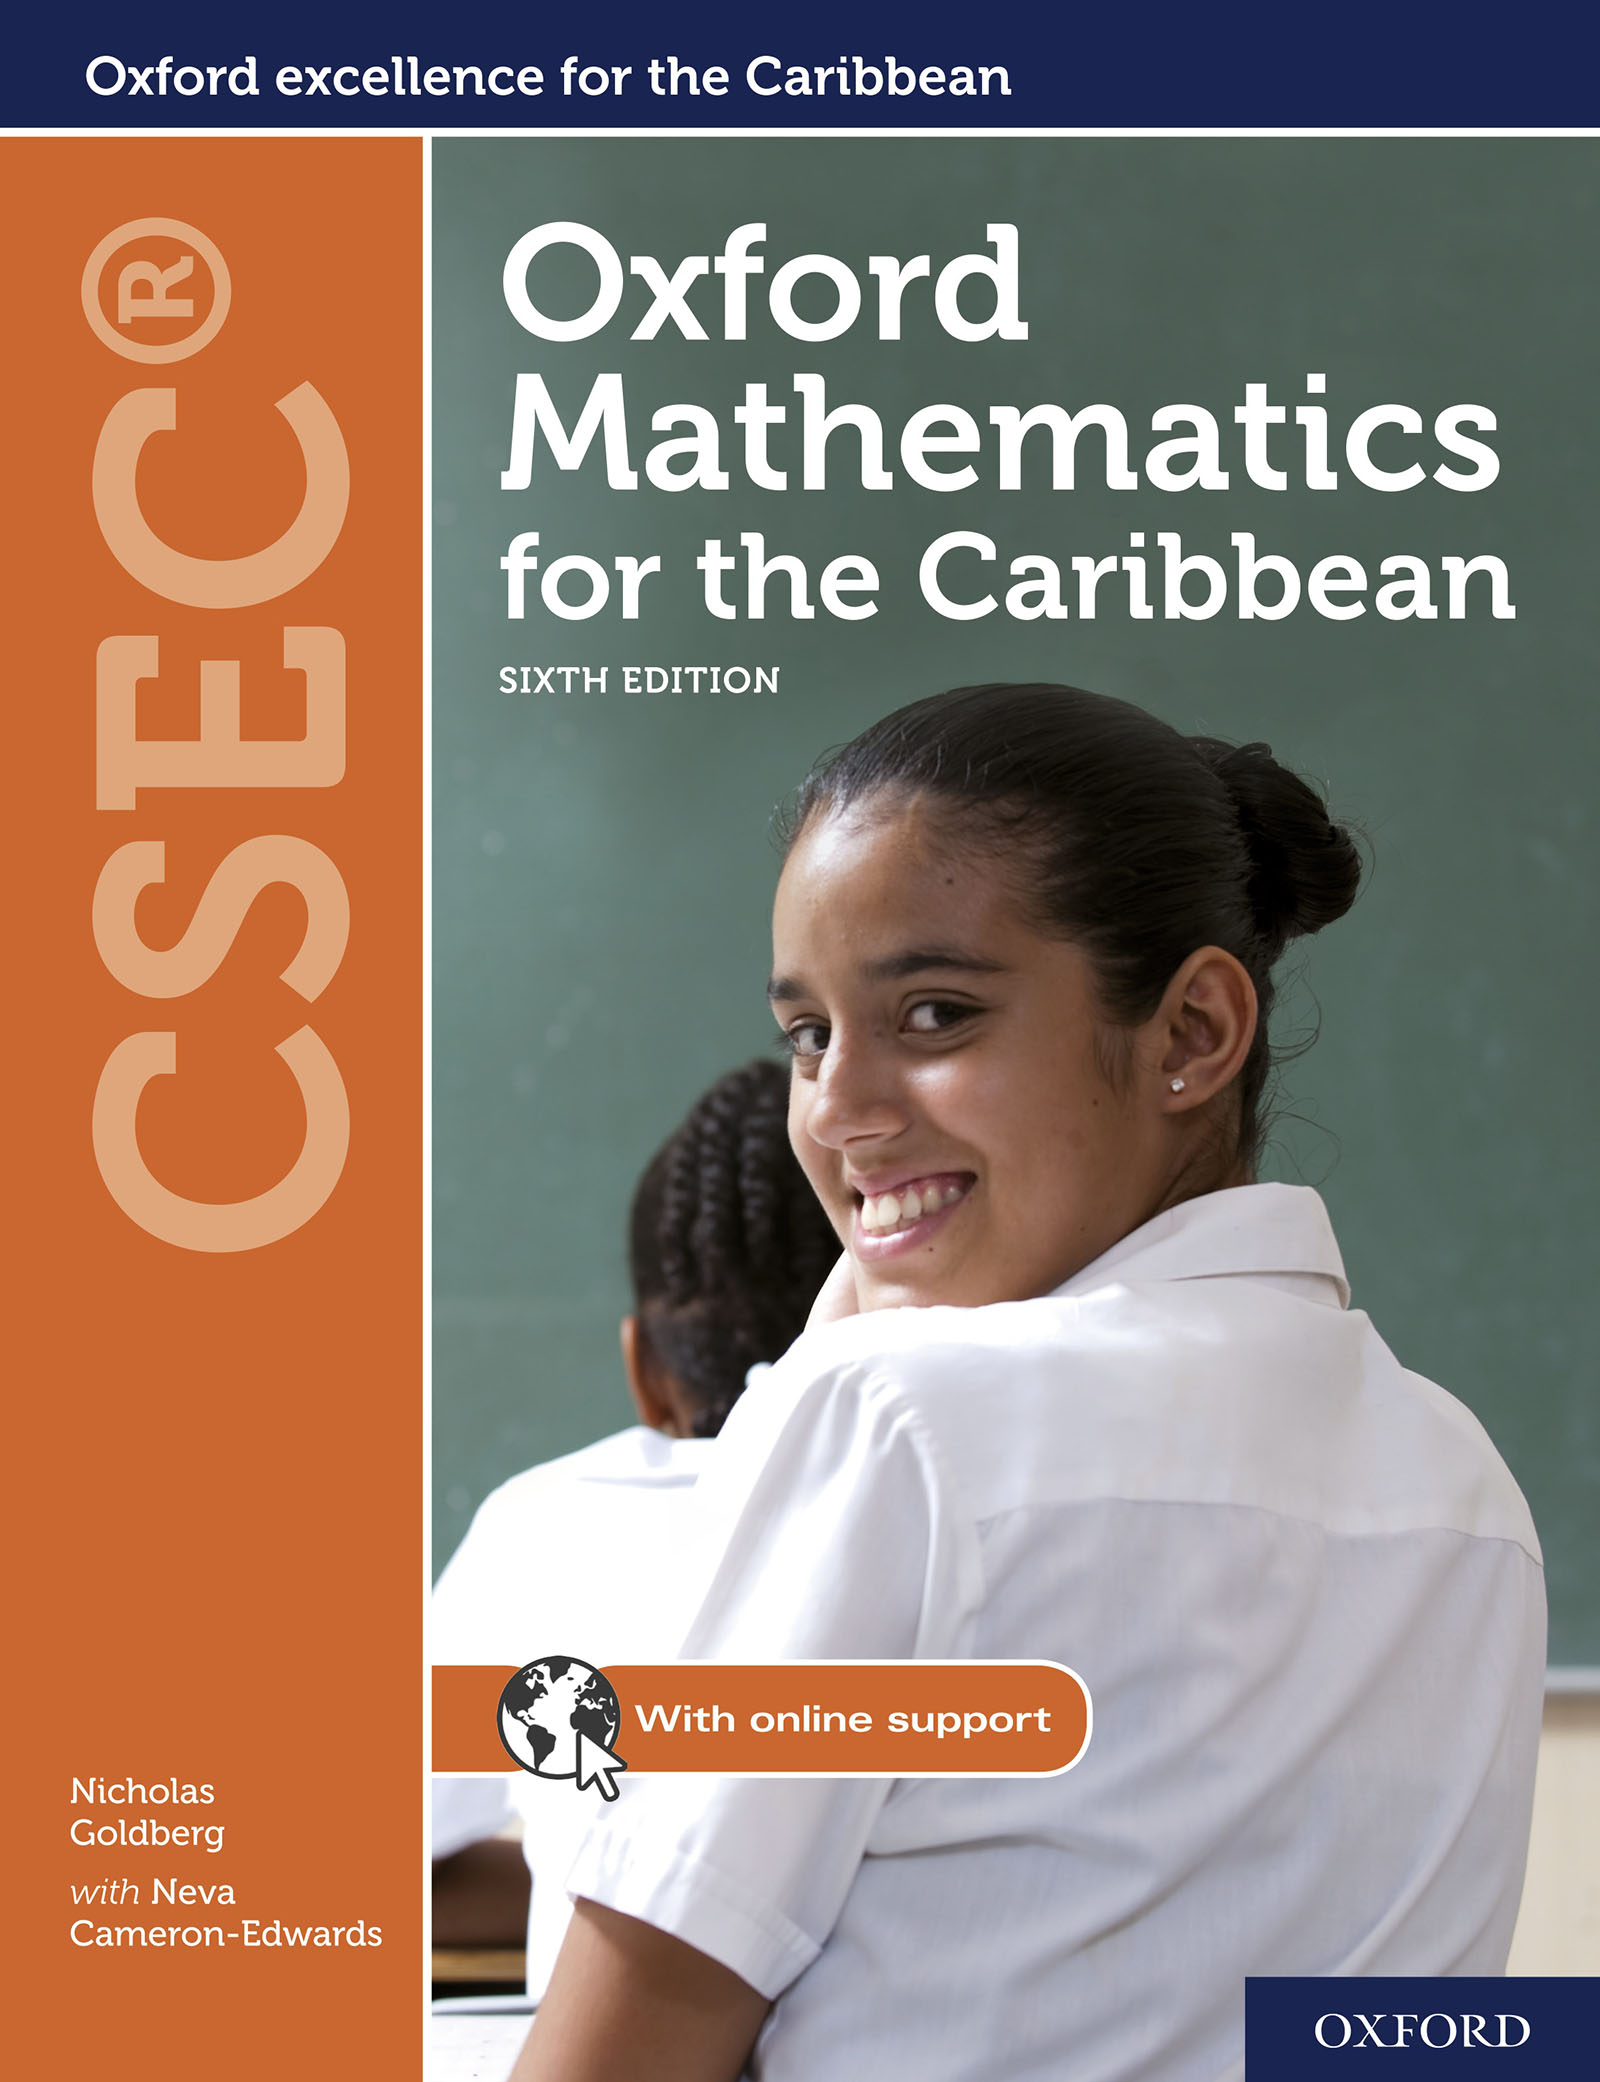 Oxford excellence for the Caribbean
CSEC®
Oxford
Mathematics
for the Caribbean
SIXTH EDITION
With online support
Nicholas
Goldberg
with Neva
Cameron-Edwards
OXFORD